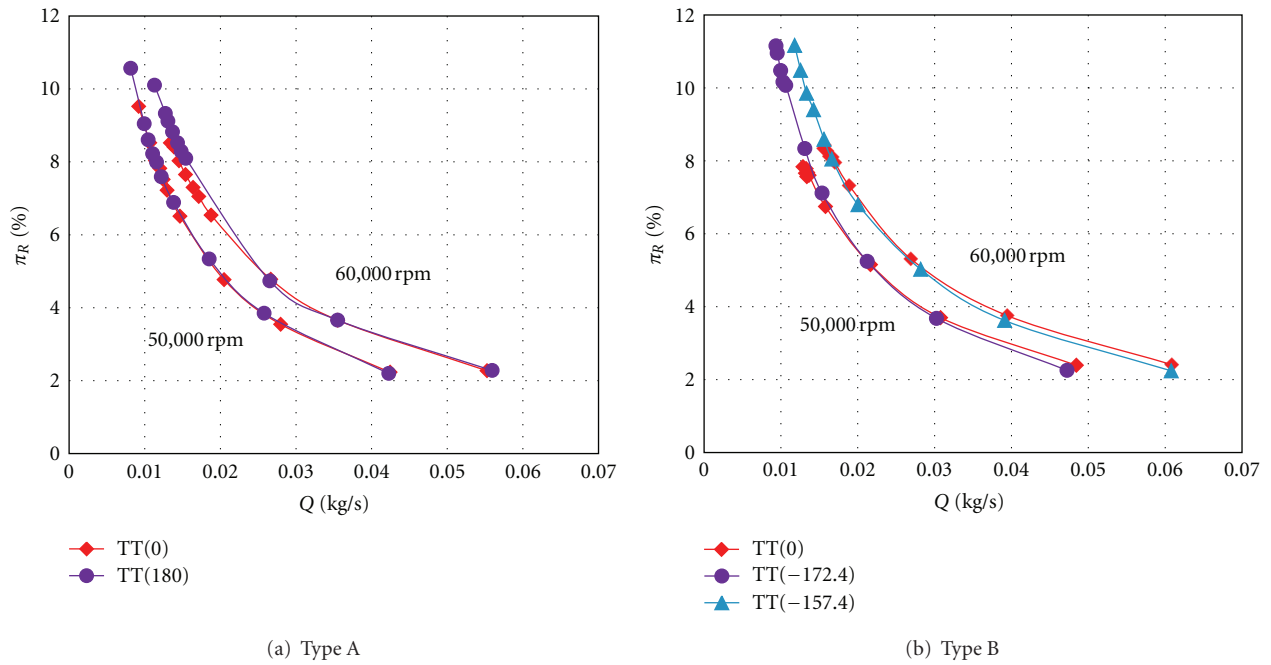 12
10
8
6
4
2
0
π_R (%)
60,000 rpm
50,000 rpm
0 0.01 0.02 0.03 0.04 0.05 0.06 0.07
Q (kg/s)
TT(0)
TT(180)
(a) Type A
12
10
8
6
4
2
0
π_R (%)
60,000 rpm
50,000 rpm
0 0.01 0.02 0.03 0.04 0.05 0.06 0.07
Q (kg/s)
TT(0)
TT(−172.4)
TT(−157.4)
(b) Type B